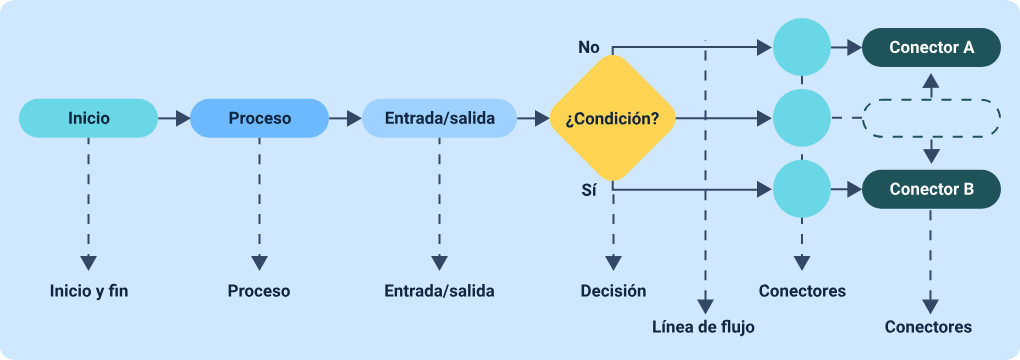 No
Conector A
Inicio
Proceso
Entrada/salida
¿Condición?
Sí
Conector B
Inicio y fin
Proceso
Entrada/salida
Decisión
Conectores
Línea de flujo
Conectores